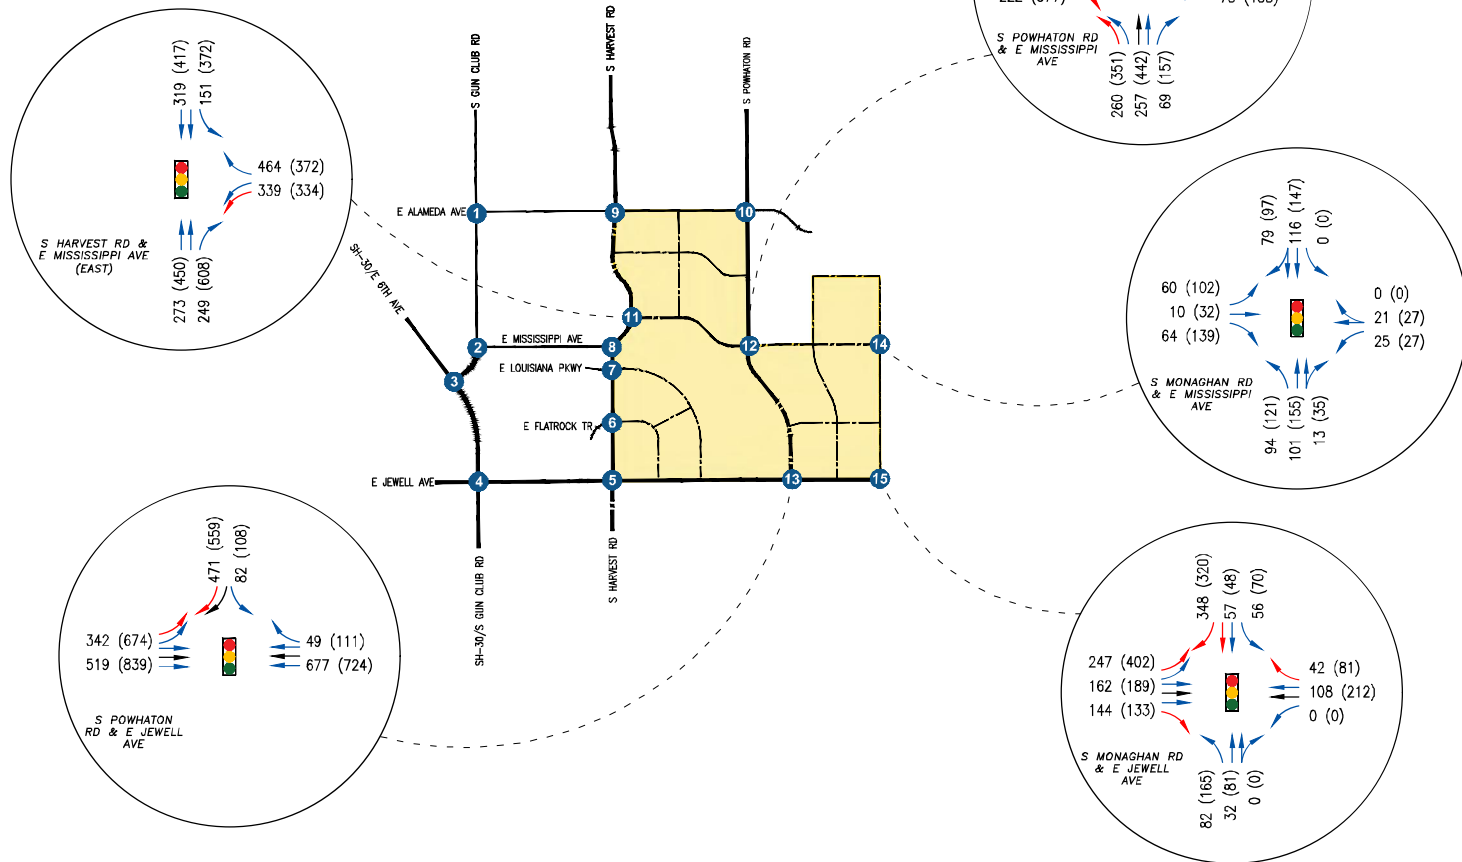 319 (417)
151 (372)
464 (372)
339 (334)
S HARVEST RD &
E MISSISSIPPI AVE
(EAST)
273 (450)
249 (608)
S GUN CLUB RD
S HARVEST RD
S POWHATON RD
S POWHATON RD
& E MISSISSIPPI
AVE
260 (351)
257 (442)
69 (157)
E ALAMEDA AVE
1
9
10
SH-30/E 6TH AVE
11
2
E MISSISSIPPI AVE
8
12
14
3
E LOUISIANA PKWY
7
E FLATROCK TR
6
E JEWELL AVE
4
5
13
15
SH-30/S GUN CLUB RD
S HARVEST RD
79 (97)
116 (147)
0 (0)
60 (102)
10 (32)
64 (139)
0 (0)
21 (27)
25 (27)
S MONAGHAN RD
& E MISSISSIPPI
AVE
94 (121)
101 (155)
13 (35)
471 (559)
82 (108)
342 (674)
519 (839)
49 (111)
677 (724)
S POWHATON
RD & E JEWELL
AVE
348 (320)
57 (48)
56 (70)
247 (402)
162 (189)
144 (133)
42 (81)
108 (212)
0 (0)
S MONAGHAN RD
& E JEWELL
AVE
82 (165)
32 (81)
0 (0)